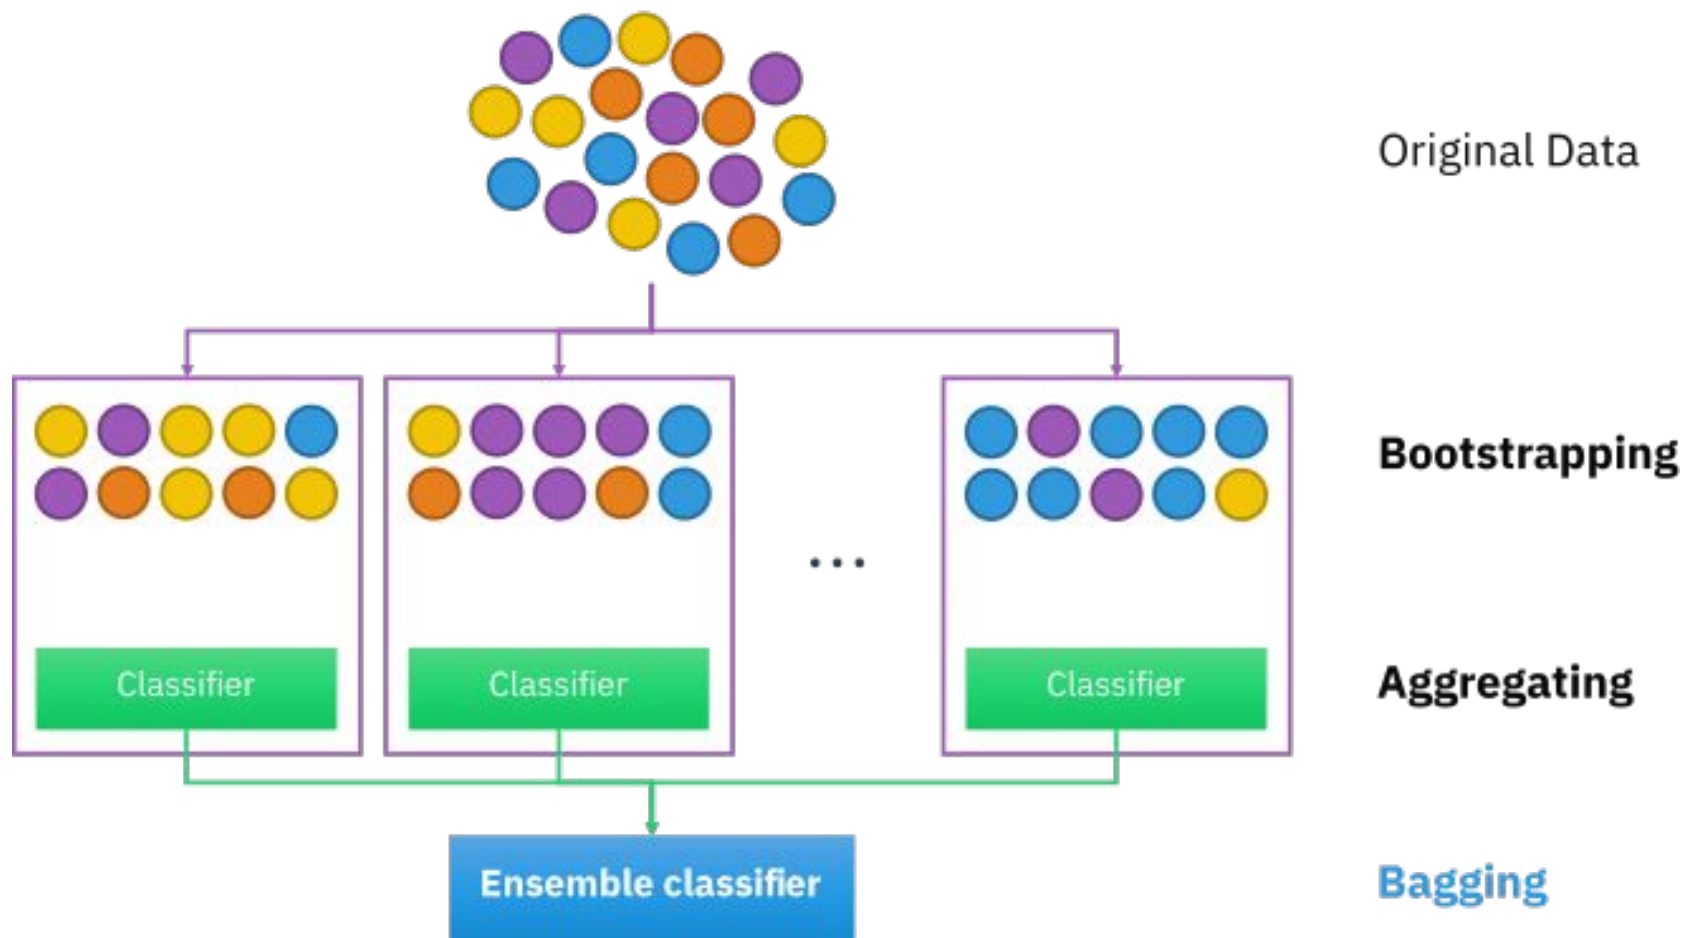 Original Data
Bootstrapping
...
Classifier
Classifier
Classifier
Aggregating
Ensemble classifier
Bagging